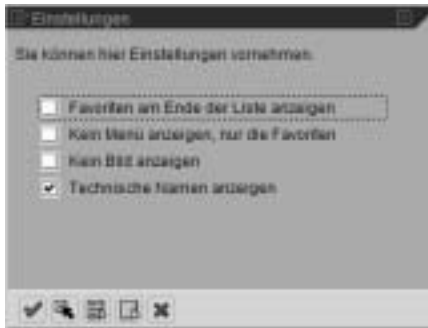 Einstellungen
Sie können hier Einstellungen vornehmen.
Favoriten am Ende der Liste anzeigen
Kein Menü anzeigen, nur die Favoriten
Kein Bild anzeigen
Technische Namen anzeigen